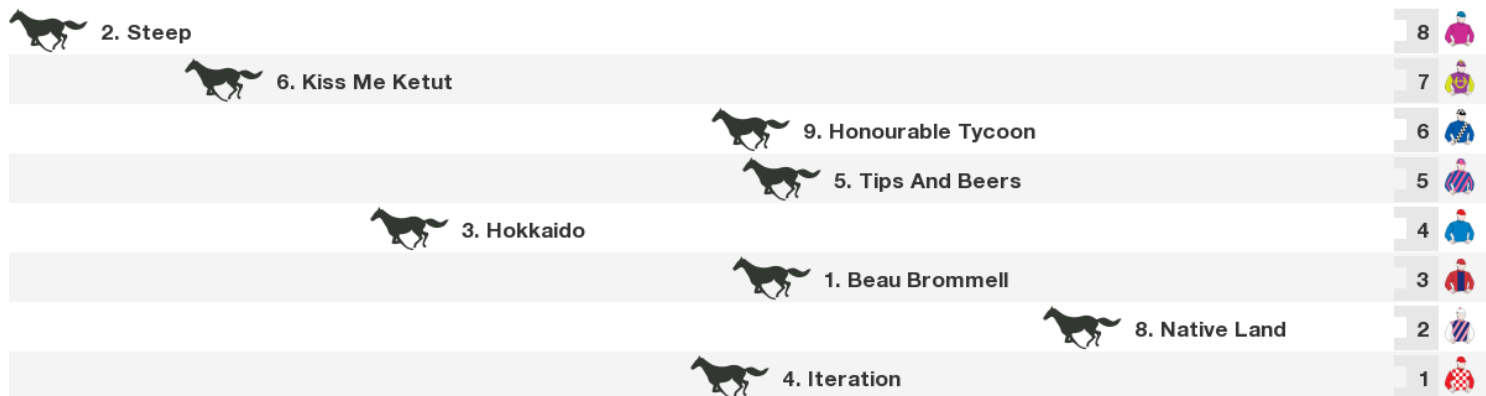 2. Steep 8
6. Kiss Me Ketut 7
9. Honourable Tycoon 6
5. Tips And Beers 5
3. Hokkaido 4
1. Beau Brommell 3
8. Native Land 2
4. Iteration 1